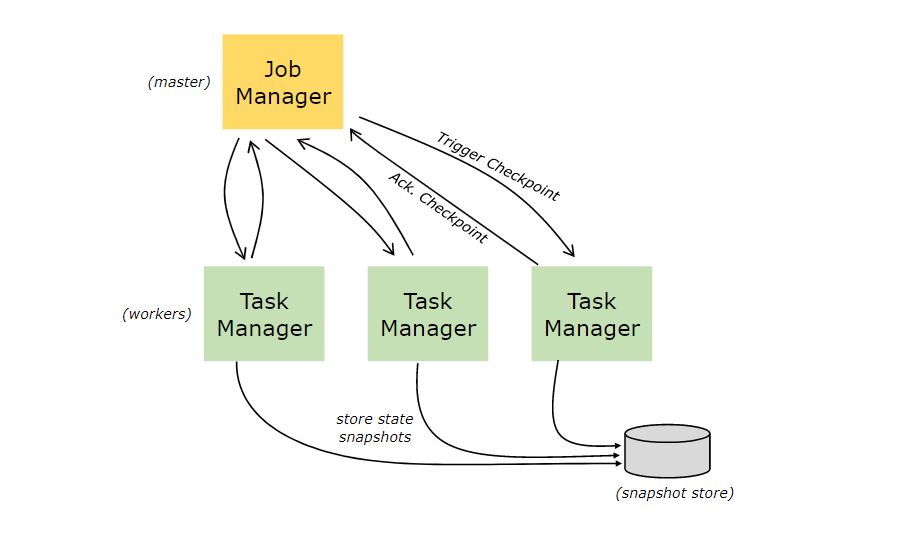 Job
Manager
(master)
Trigger Checkpoint
Ack. Checkpoint
(workers)
Task
Manager
Task
Manager
Task
Manager
store state
snapshots
(snapshot store)